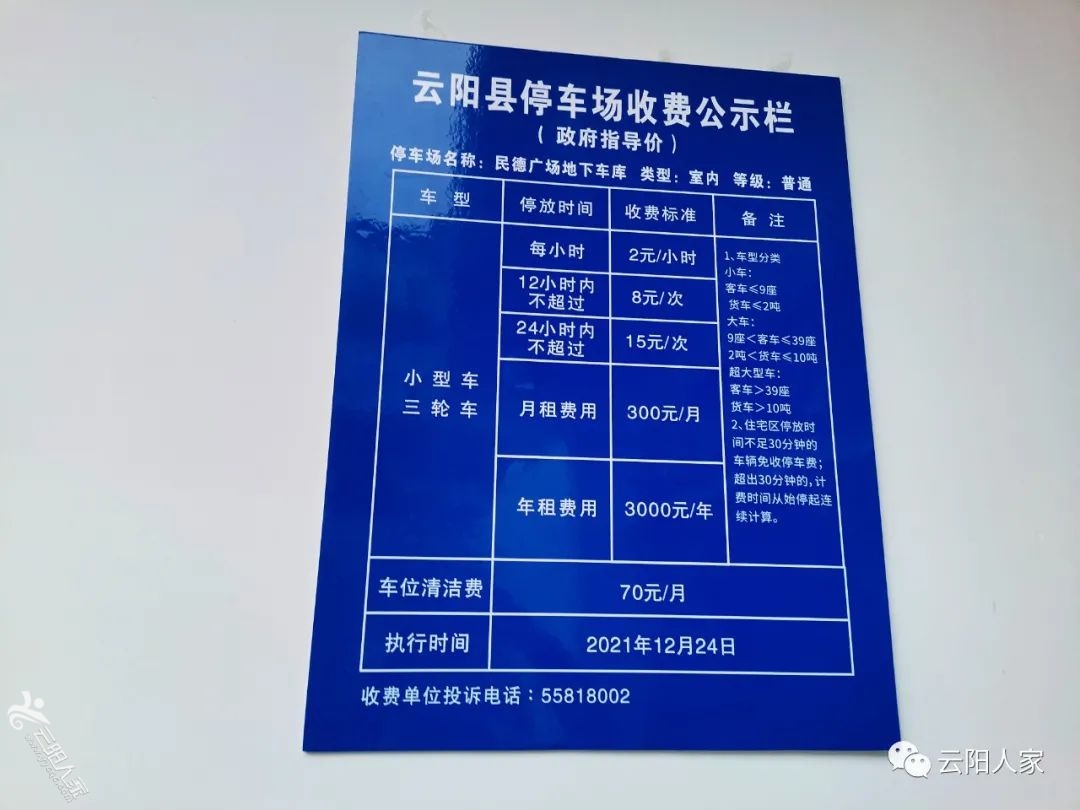 云阳县停车场收费公示栏
（政府指导价）
停车场名称：民德广场地下车库 类型：室内 等级：普通
车型 停放时间 收费标准 备注
小型车
三轮车
每小时 2元/小时
12小时内
不超过
8元/次
24小时内
不超过
15元/次
月租费用 300元/月
年租费用 3000元/年
1、车型分类
小车：
客车≤9座
货车≤2吨
大车：
9座＜客车≤39座
2吨＜货车≤10吨
超大型车：
客车＞39座
货车＞10吨
2、住宅区停放时
间不足30分钟的
车辆免收停车费；
超出30分钟的，计
费时间从始停起连
续计算。
车位清洁费 70元/月
执行时间 2021年12月24日
收费单位投诉电话：55818002
云阳人家
云阳人家